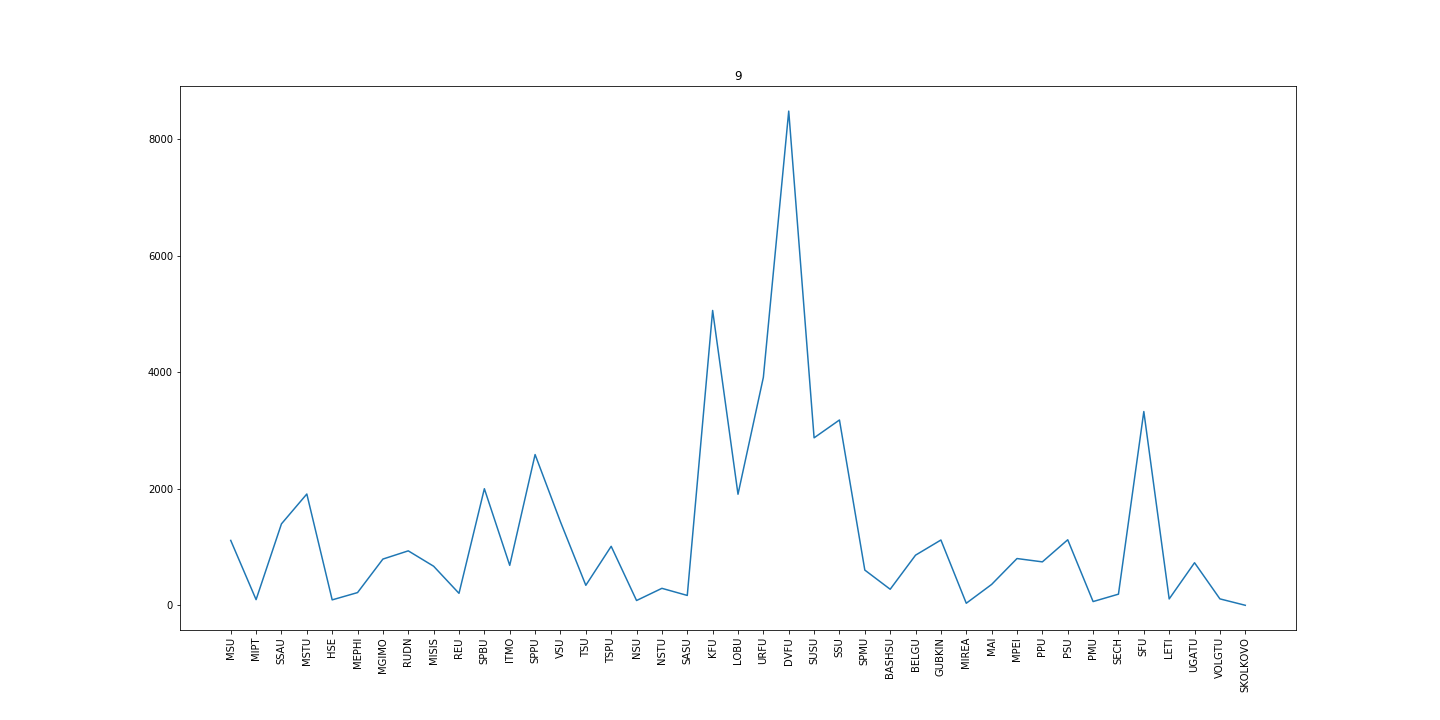 9
8000
6000
4000
2000
0
MSU
MIPT
SSAU
MSTU
HSE
MEPHI
MGIMO
RUDN
MISIS
REU
SPBU
ITMO
SPPU
VSU
TSU
TSPU
NSU
NSTU
SASU
KFU
LOBU
URFU
DVFU
SUSU
SSU
SPMU
BASHSU
BELGU
GUBKIN
MIREA
MAI
MPEI
PPU
PSU
PMU
SECH
SFU
LETI
UGATU
VOLGTU
SKOLKOVO